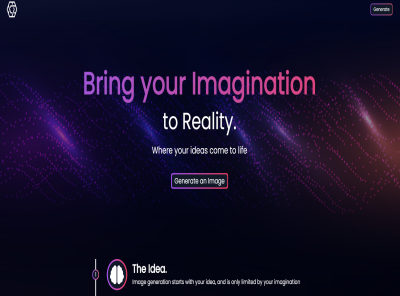 Generate
Bring your Imagination
to Reality.
Where your ideas come to life
Generate an Image
The Idea.
Image generation starts with your idea, and is only limited by your imagination